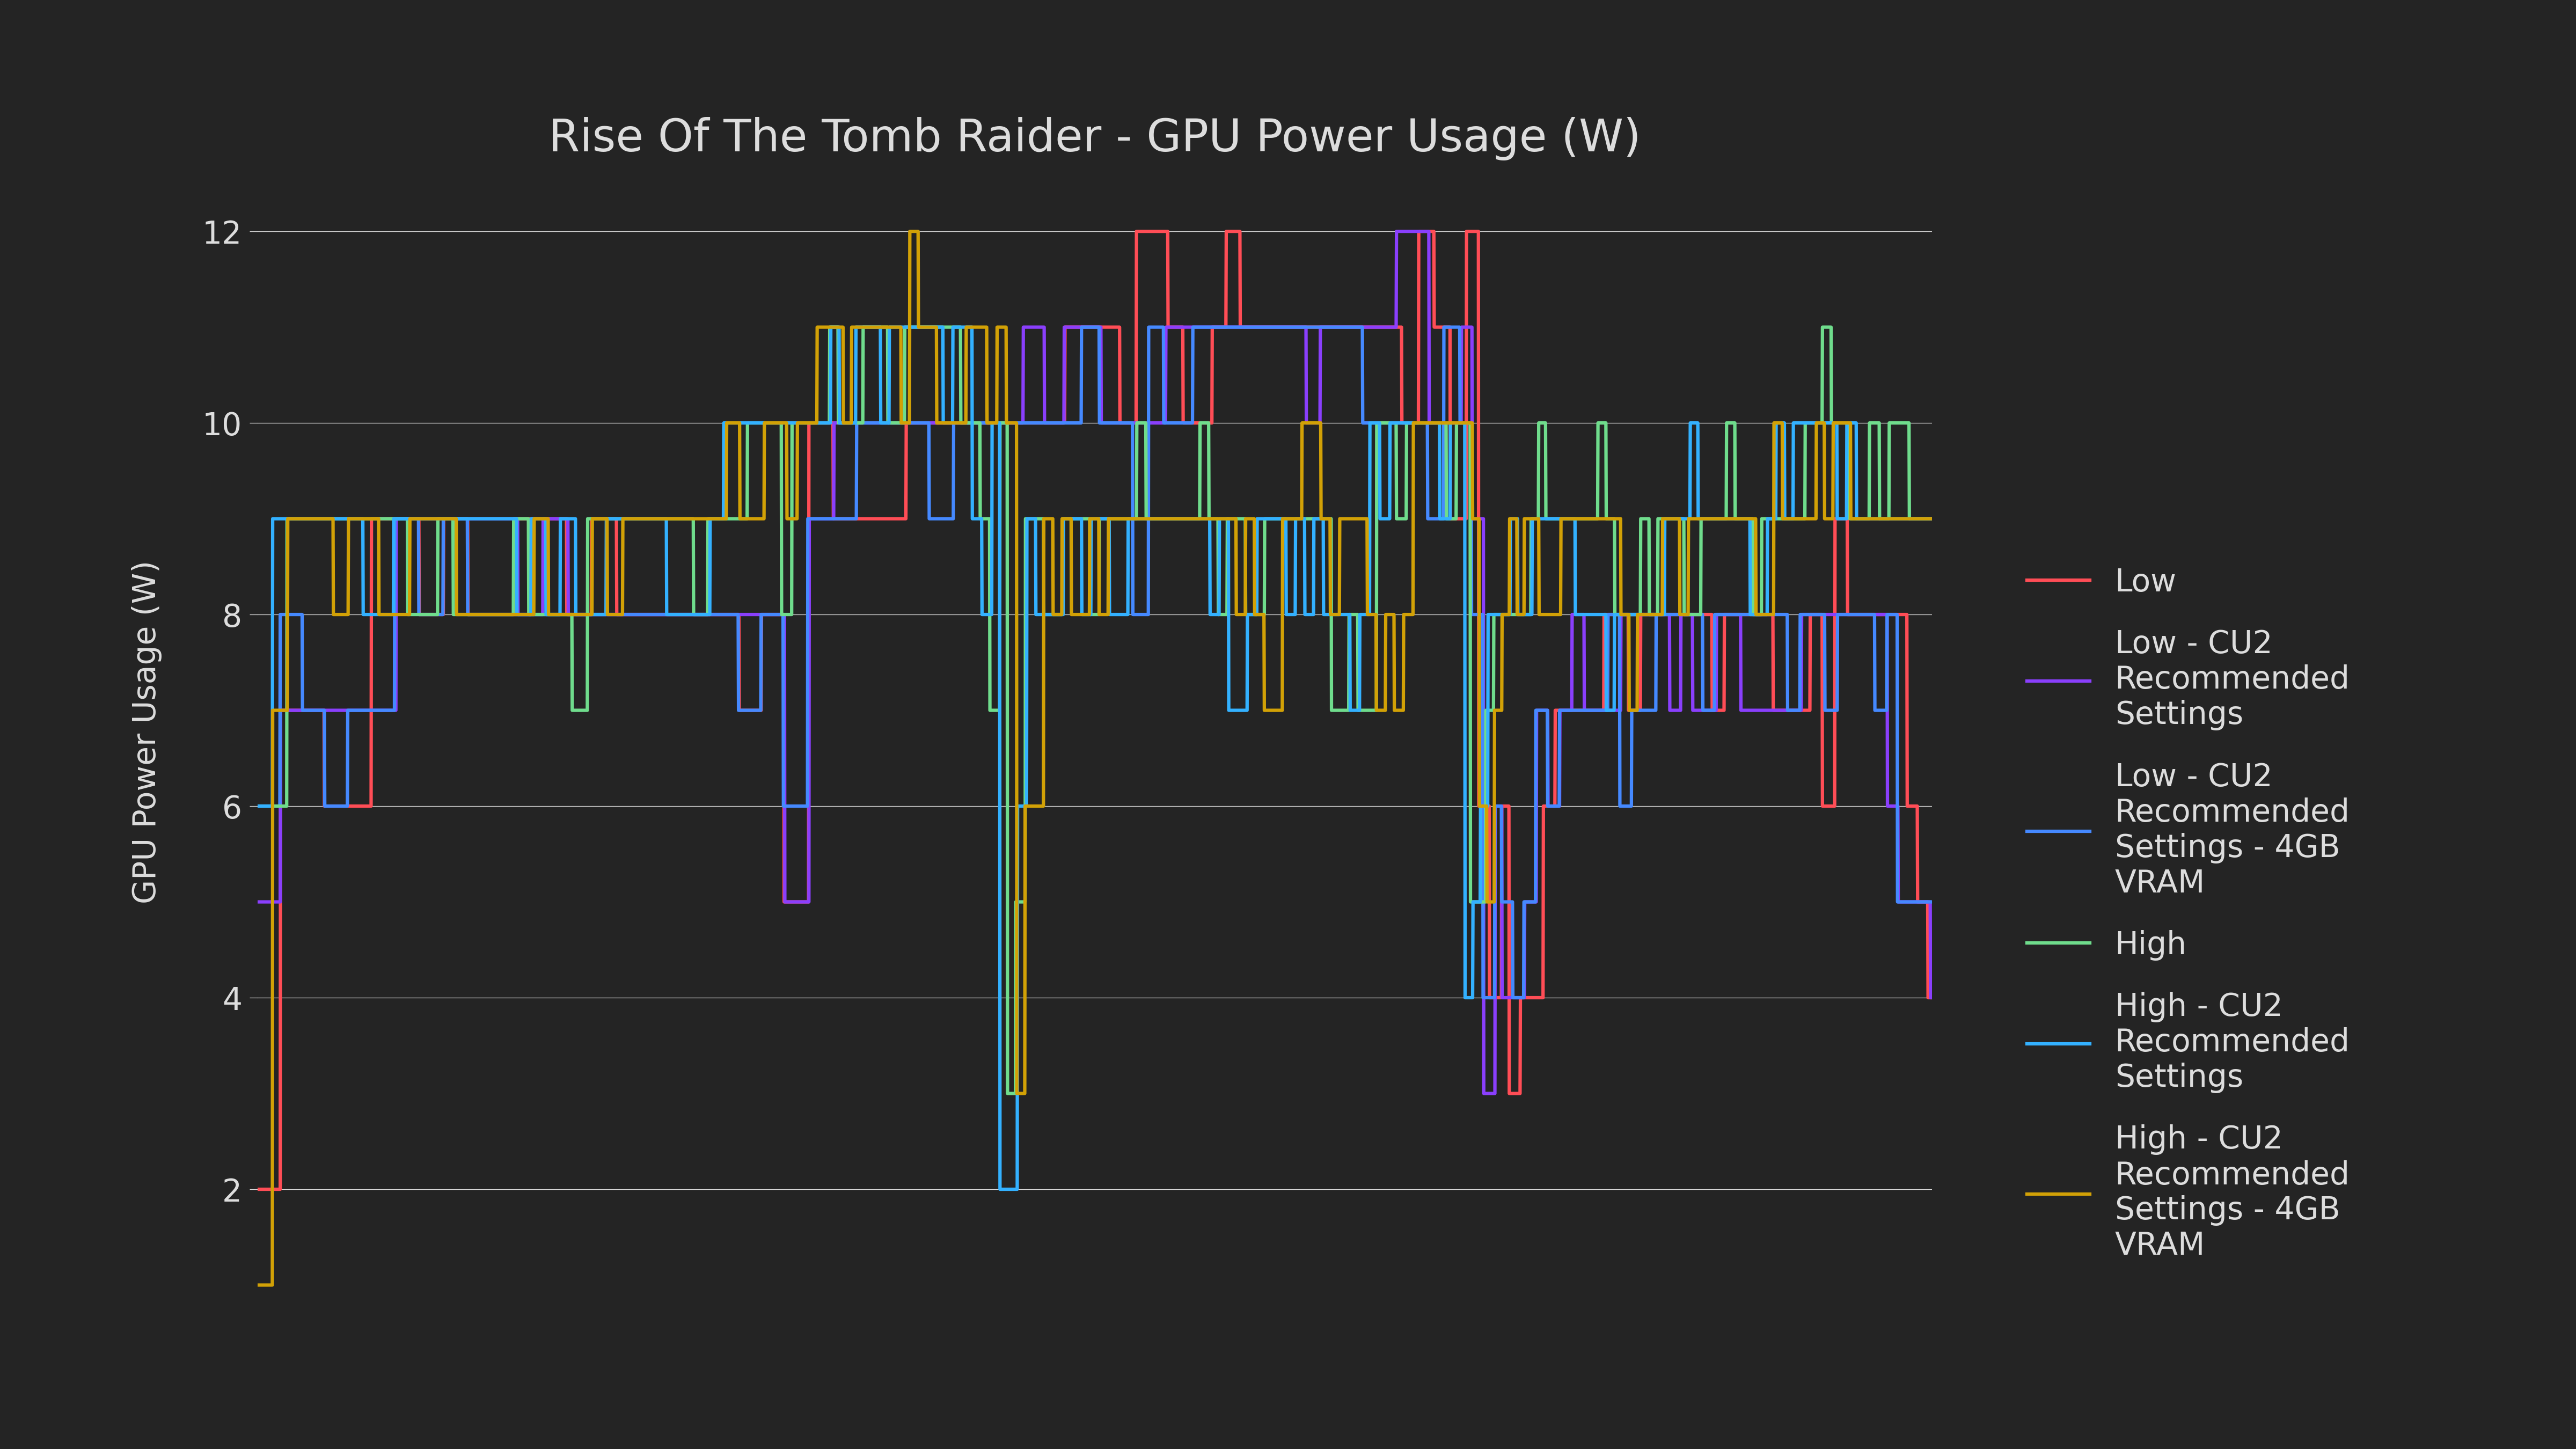 Rise Of The Tomb Raider - GPU Power Usage (W)
GPU Power Usage (W)
12
10
8
6
4
2
Low
Low - CU2
Recommended
Settings
Low - CU2
Recommended
Settings - 4GB
VRAM
High
High - CU2
Recommended
Settings
High - CU2
Recommended
Settings - 4GB
VRAM